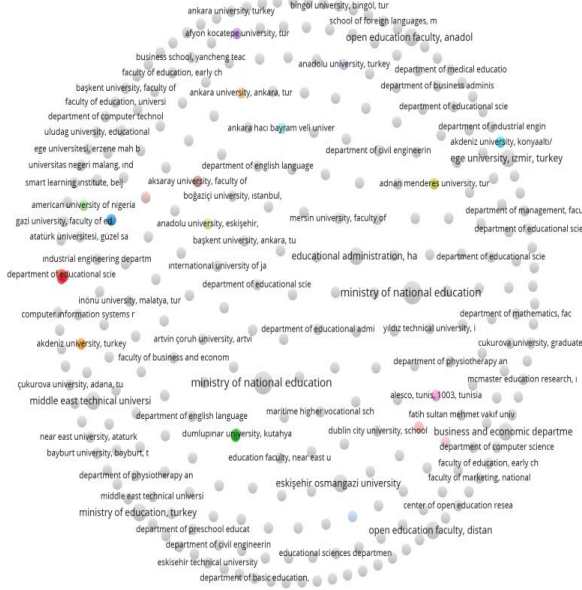 bingöl university, bingöl, tur
ankara university, turkey
school of foreign languages, m
afyon kocatepe university, tur
open education faculty, anadol
business school, yancheng teac
anadolu university, turkey
department of medical educatio
faculty of education, early ch
başkent university, faculty of
ankara university, ankara, tur
department of business adminis
faculty of education, universi
department of educational scie
department of computer technol
ankara hacı bayram veli univer
department of industrial engin
uludag university, educational
akdeniz university, konyaaltı/
ege universitesi, erzene mah b
department of civil engineerin
ege university, izmir, turkey
universitas negeri malang, ind
department of english language
smart learning institute, beij
aksaray university, faculty of
adnan menderes university, tur
boğaziçi university, istanbul,
american university of nigeria
department of management, facu
gazi university, faculty of ed
anadolu university, eskişehir,
mersin university, faculty of
department of educational scie
atatürk üniversitesi, güzel sa
başkent university, ankara, tu
industrial engineering departm
educational administration, ha
department of educational scie
international university of ja
department of educational scie
department of educational scie
ministry of national education
inönü university, malatya, tur
computer information systems r
department of mathematics, fac
department of educational admi
yıldız technical university, i
akdeniz university, turkey
artvin çoruh university, artvi
cukurova university, graduate
faculty of business and econom
department of physiotherapy an
çukurova university, adana, tu
ministry of national education
mcmaster education research, i
middle east technical universi
alesco, tunis, 1003, tunisia
department of english language
maritime higher vocational sch
fatih sultan mehmet vakif univ
near east university, ataturk
dumlupınar university, kutahya
dublin city university, school
business and economic departme
bayburt university, bayburt, t
department of computer science
education faculty, near east u
faculty of education, early ch
department of physiotherapy an
faculty of marketing, national
eskişehir osmangazi university
middle east technical universi
center of open education resea
ministry of education, turkey
department of preschool educat
open education faculty, distan
department of civil engineerin
educational sciences departmen
eskisehir technical university
department of basic education,